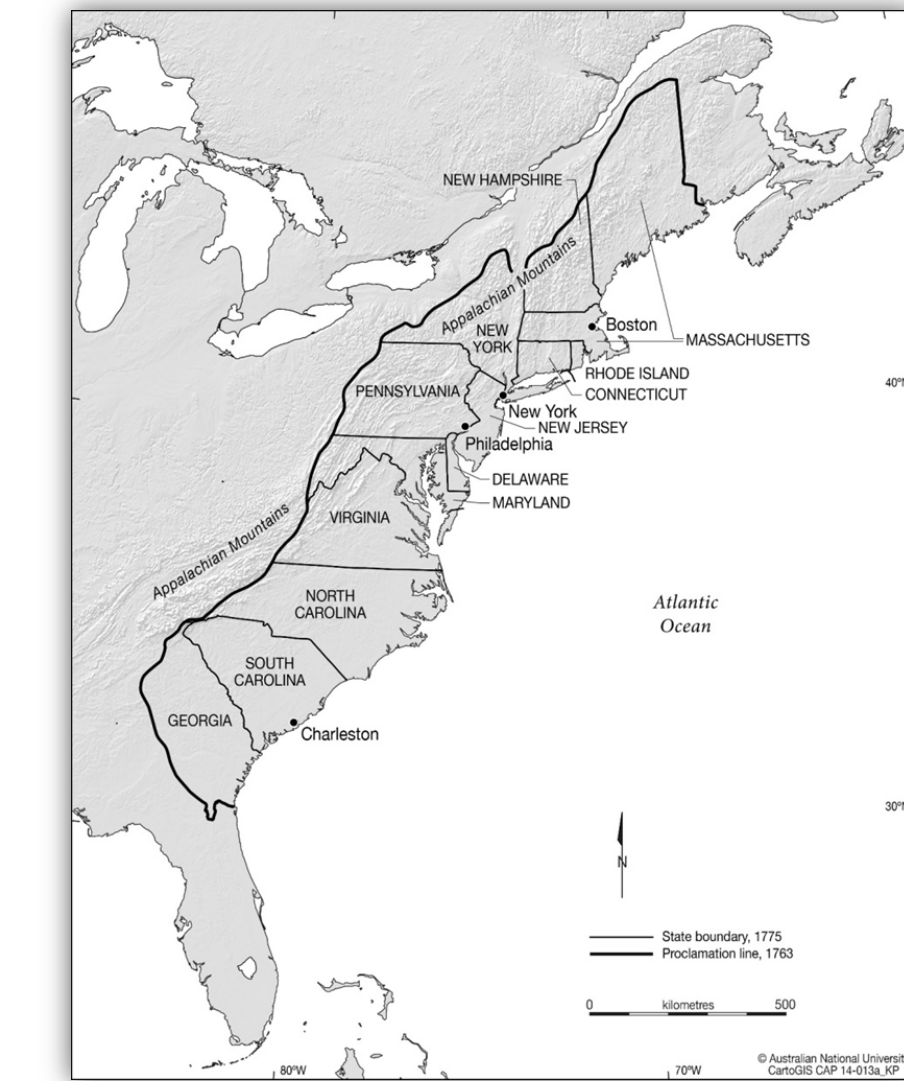 NEW HAMPSHIRE
Appalachian Mountains
NEW
YORK
Boston
MASSACHUSETTS
RHODE ISLAND
CONNECTICUT
40°N
PENNSYLVANIA
New York
NEW JERSEY
Philadelphia
DELAWARE
MARYLAND
VIRGINIA
Appalachian Mountains
NORTH
CAROLINA
Atlantic
Ocean
SOUTH
CAROLINA
GEORGIA
Charleston
30°N
N
State boundary, 1775
Proclamation line, 1763
0 kilometres 500
© Australian National Universit
CartoGIS CAP 14-013a_KP
80°W 70°W